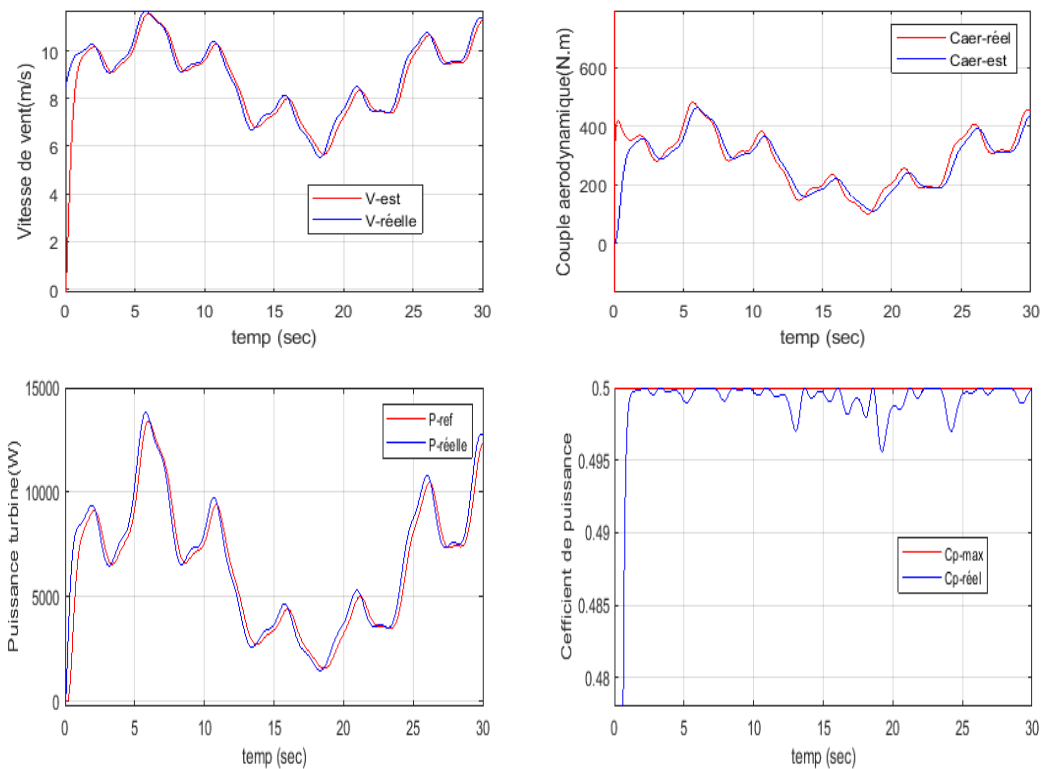 Vitesse de vent(m/s)
10
8
6
4
2
0
V-est
V-réelle
0 5 10 15 20 25 30
temp (sec)
Couple aerodynamique(N.m)
600
400
200
0
Caer-réel
Caer-est
0 5 10 15 20 25 30
temp (sec)
Puissance turbine(W)
15000
10000
5000
0
P-ref
P-réelle
0 5 10 15 20 25 30
temp (sec)
Cefficient de puissance
0.5
0.495
0.49
0.485
0.48
Cp-max
Cp-réel
0 5 10 15 20 25 30
temp (sec)